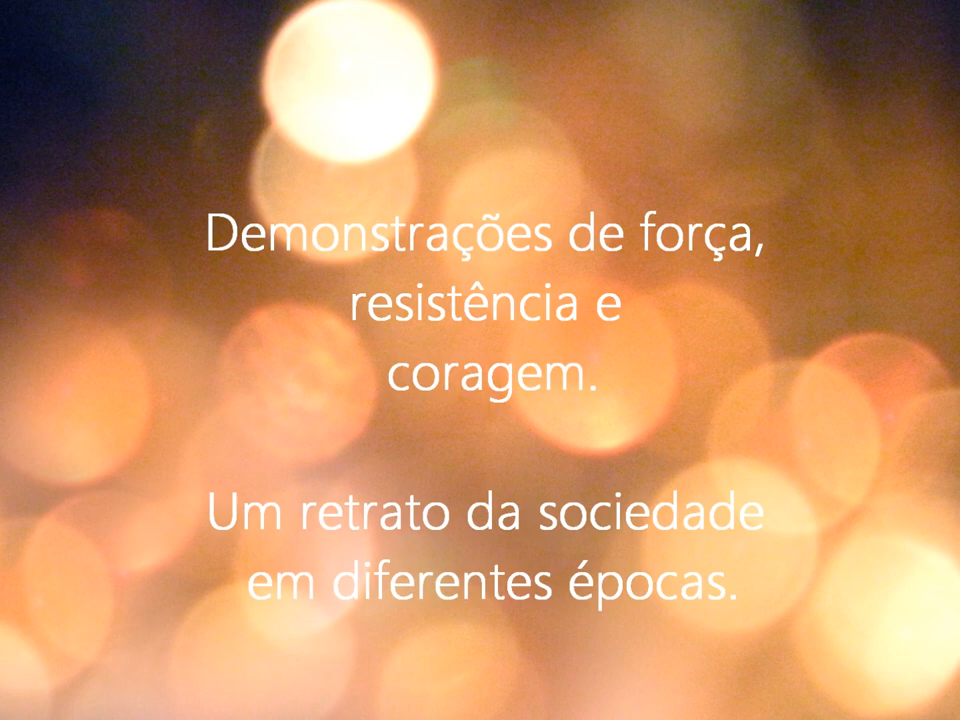 Demonstrações de força,
resistência e
coragem.
Um retrato da sociedade
em diferentes épocas.